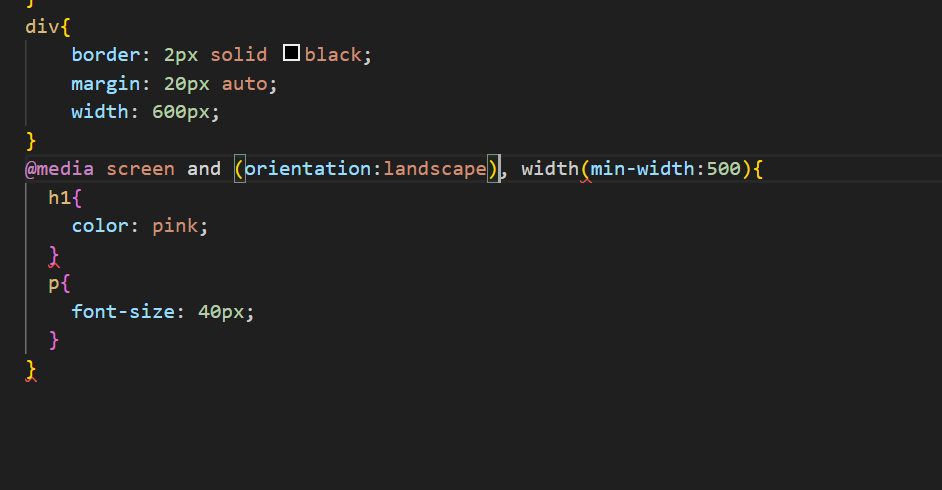 }
div{
border: 2px solid black;
margin: 20px auto;
width: 600px;
}
@media screen and (orientation:landscape), width(min-width:500){
h1{
color: pink;
}
p{
font-size: 40px;
}
}